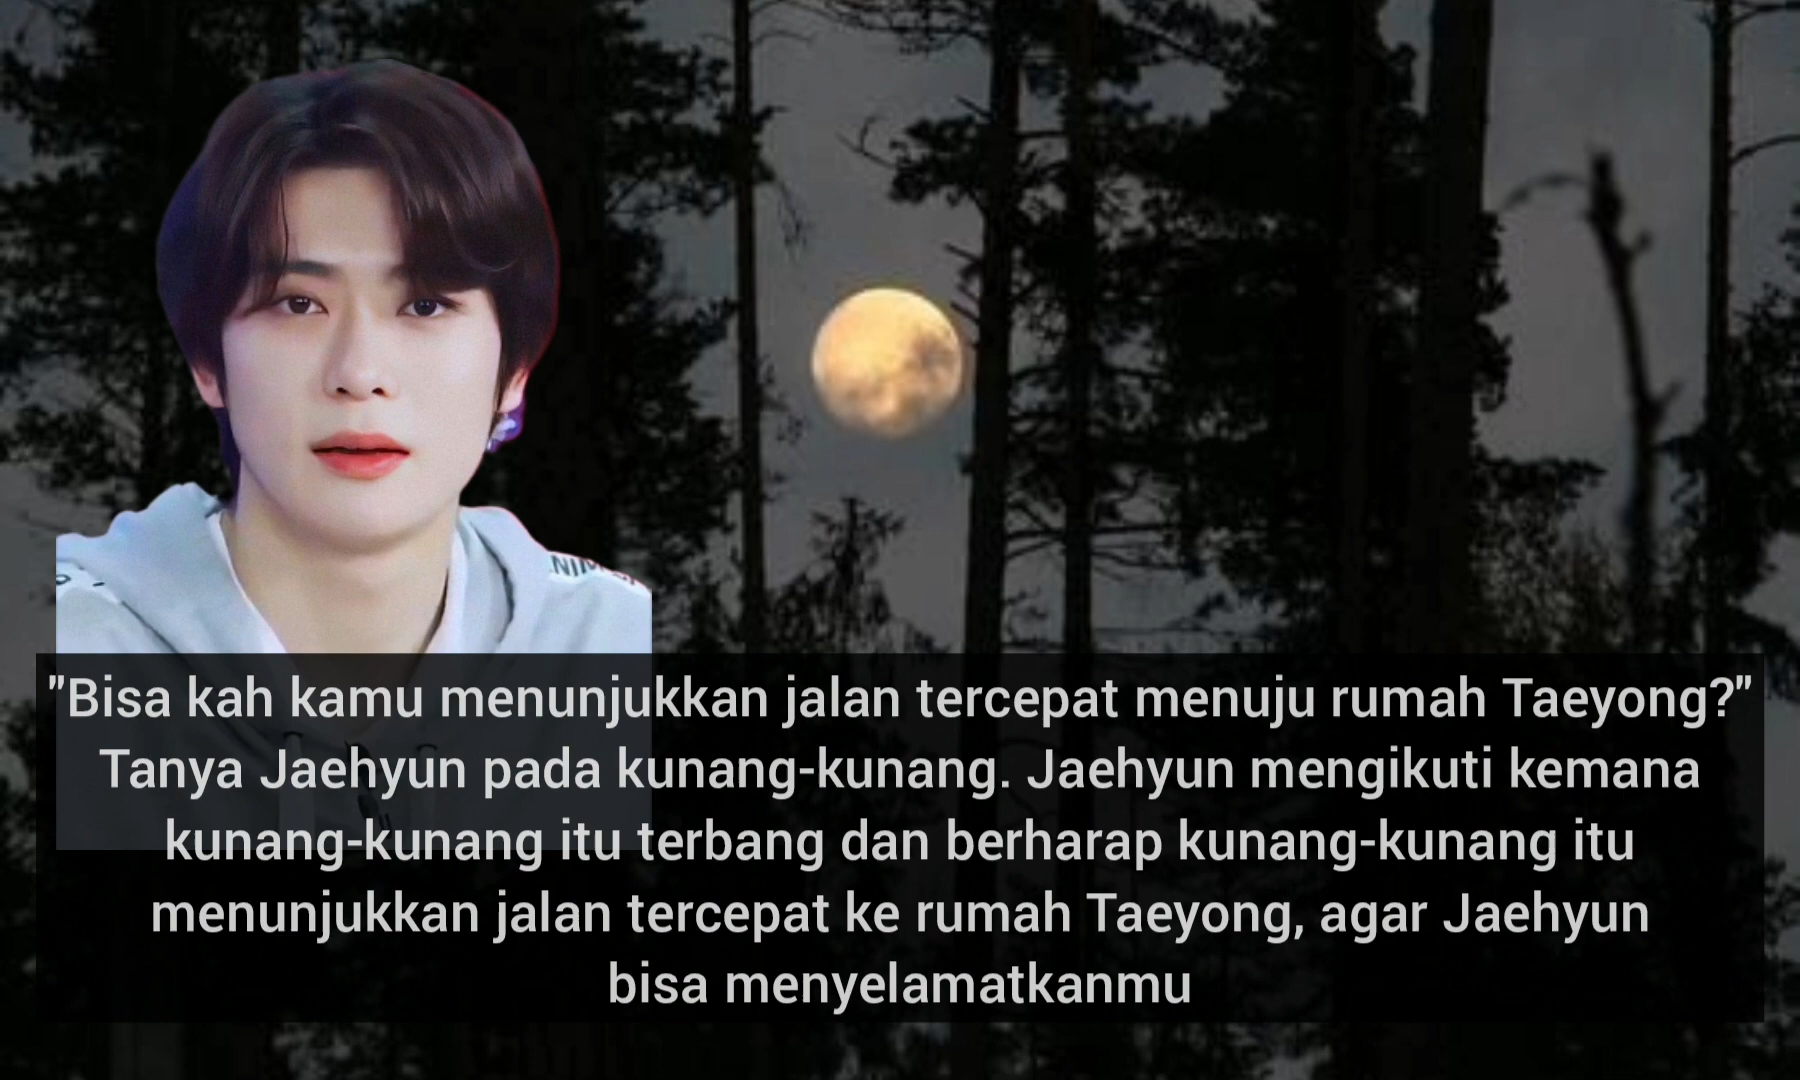 "Bisa kah kamu menunjukkan jalan tercepat menuju rumah Taeyong?"
Tanya Jaehyun pada kunang-kunang. Jaehyun mengikuti kemana
kunang-kunang itu terbang dan berharap kunang-kunang itu
menunjukkan jalan tercepat ke rumah Taeyong, agar Jaehyun
bisa menyelamatkanmu